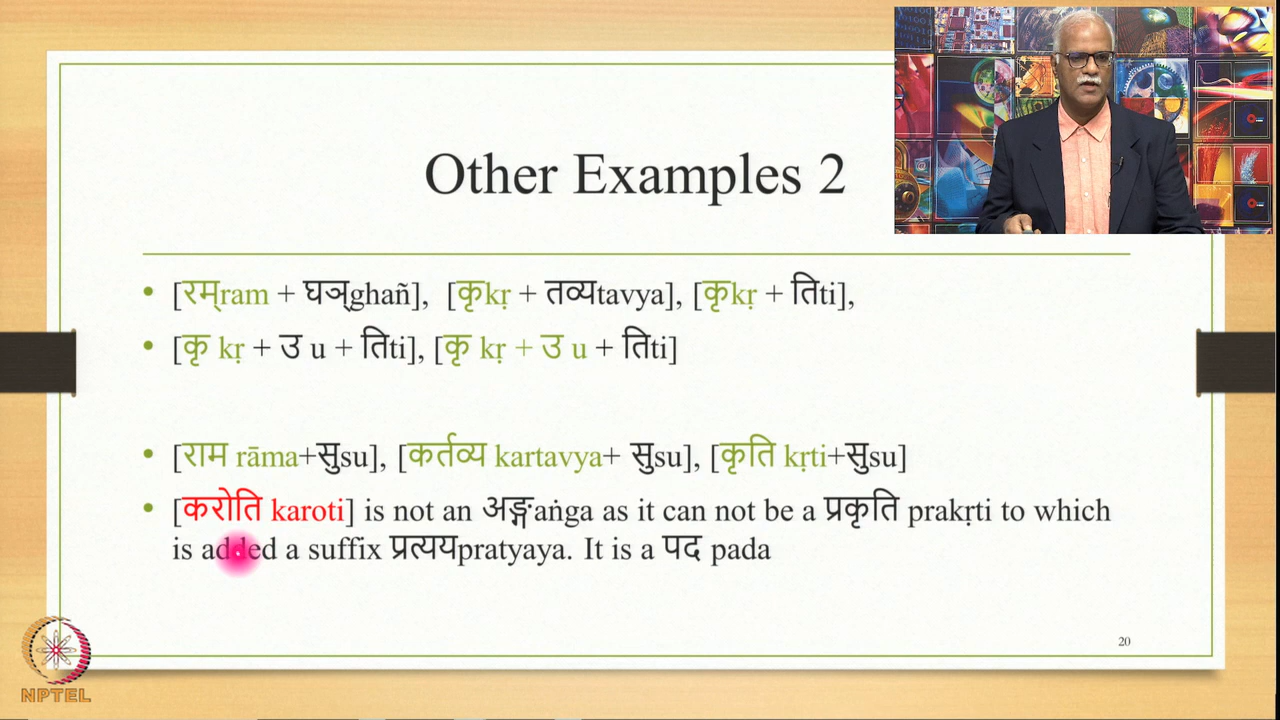 Other Examples 2
• [रम्ram + घञ्ghañ], [कृkṛ + तव्यtavya], [कृkṛ + तिti],
• [कृ kṛ + उ u + तिti], [कृ kṛ + उ u + तिti]
• [राम rāma+सुsu], [कर्तव्य kartavya+ सुsu], [कृति kṛti+सुsu]
• [करोति karoti] is not an अङ्गaṅga as it can not be a प्रकृति prakṛti to which
is added a suffix प्रत्ययpratyaya. It is a पद pada
20
NPTEL